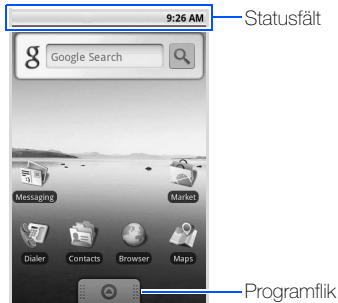 9:26 AM
Statusfält
g Google Search
Messaging
Market
Dialer
Contacts
Browser
Maps
Programflik